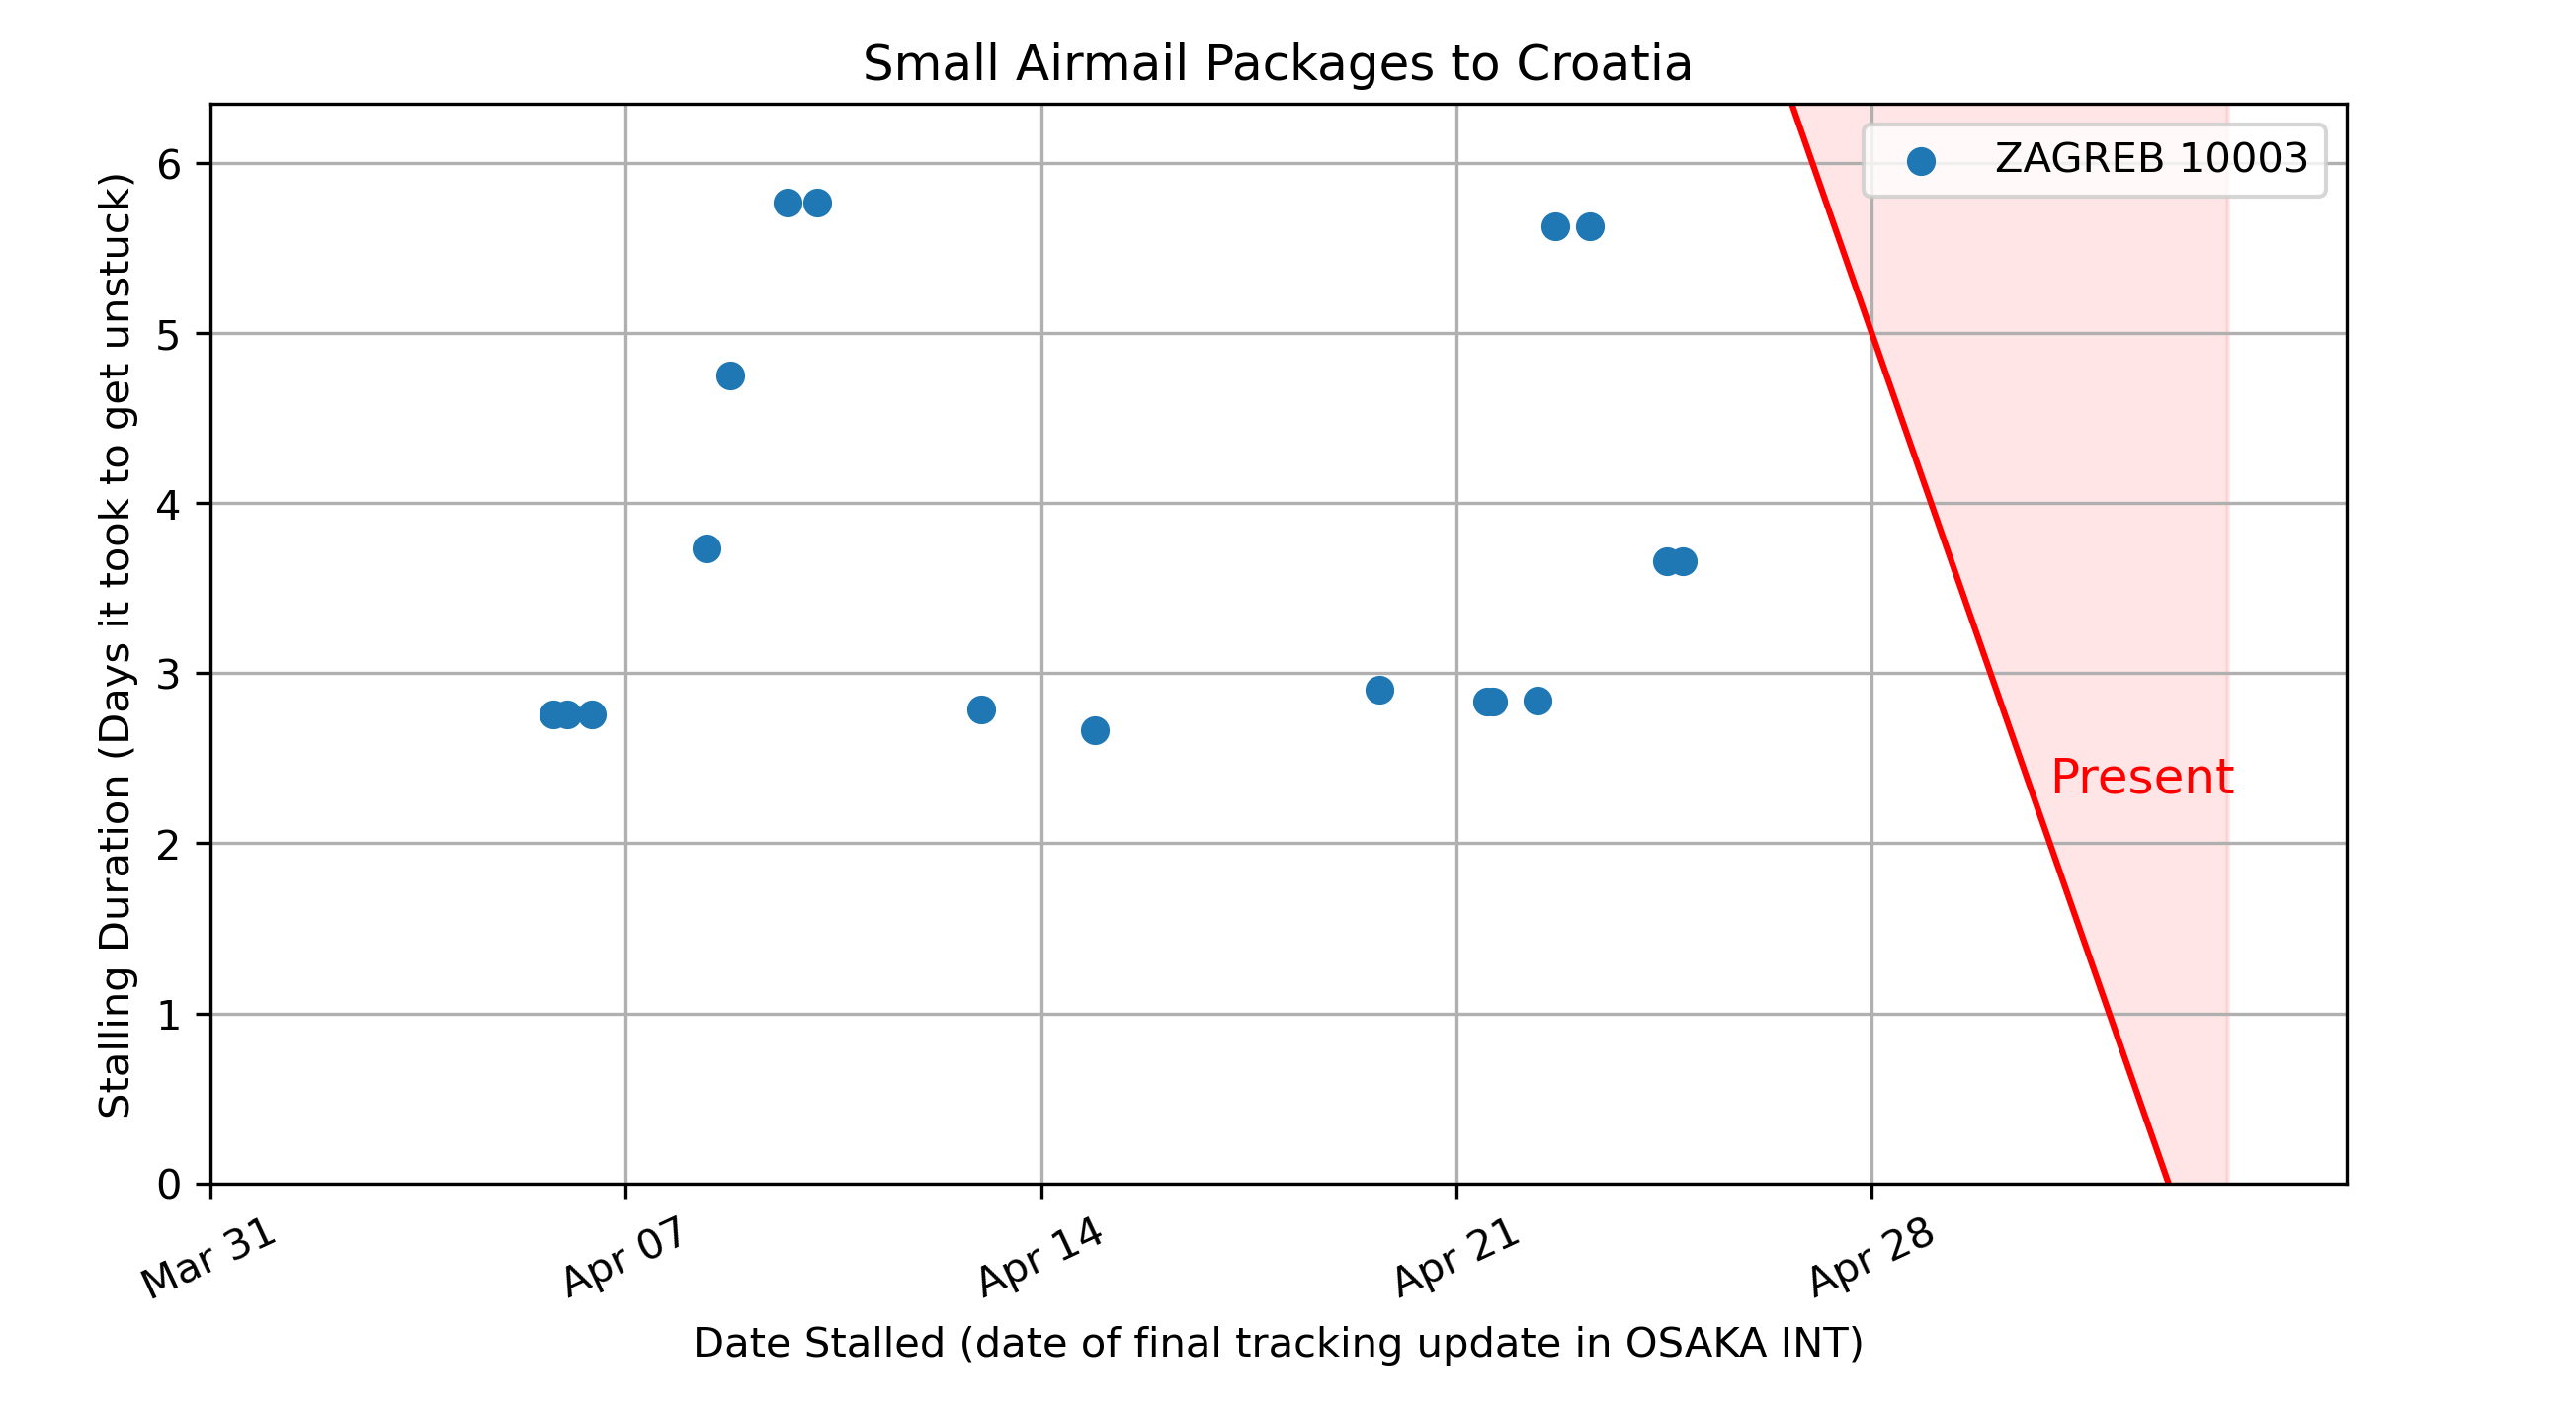 Small Airmail Packages to Croatia
ZAGREB 10003
Stalling Duration (Days it took to get unstuck)
6
5
4
3
2
1
0
Present
Mar 31
Apr 07
Apr 14
Apr 21
Apr 28
Date Stalled (date of final tracking update in OSAKA INT)